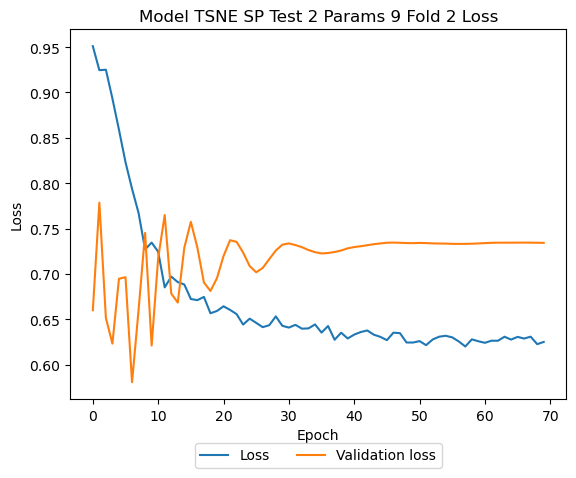 Model TSNE SP Test 2 Params 9 Fold 2 Loss
0.95
0.90
0.85
0.80
0.75
0.70
0.65
0.60
Loss
0 10 20 30 40 50 60 70
Epoch
Loss Validation loss